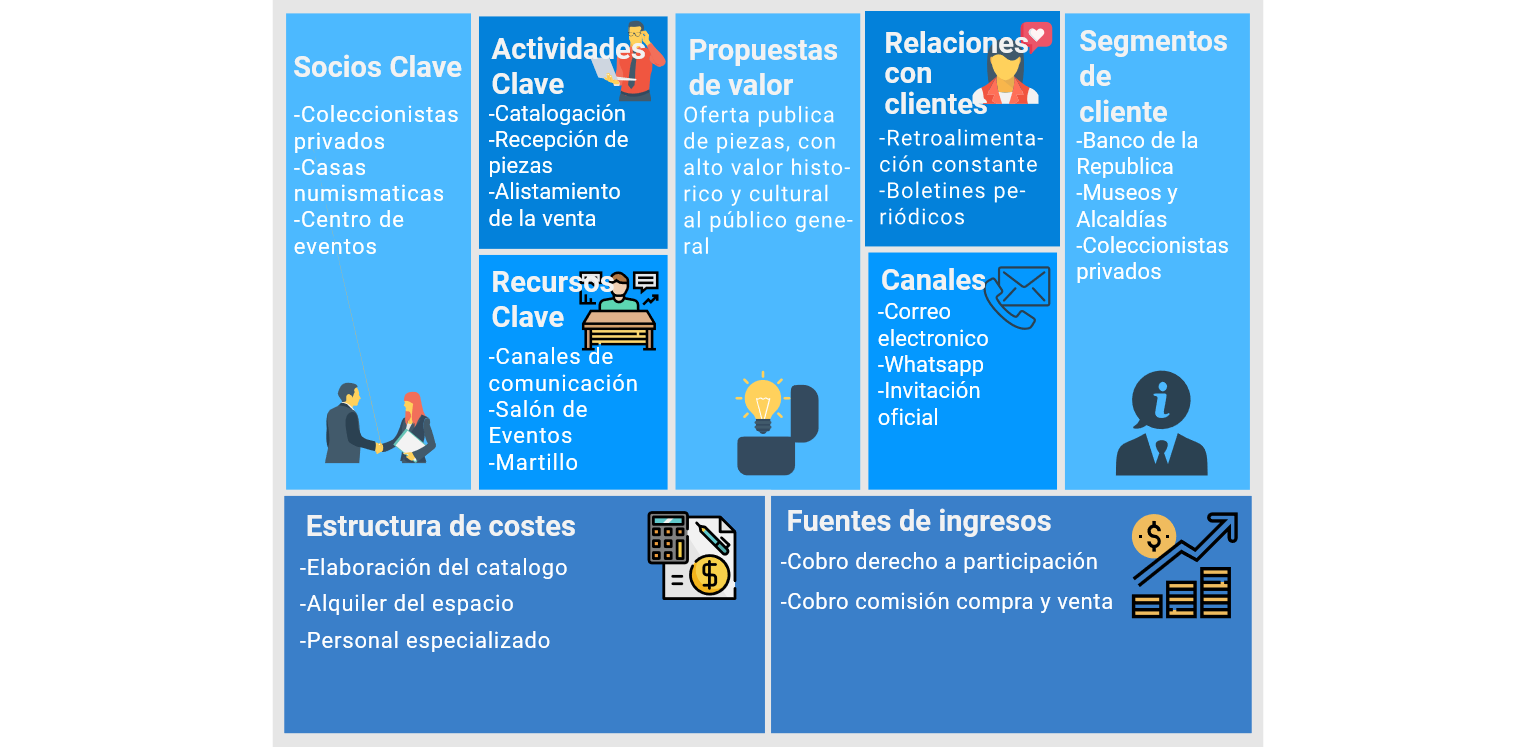 Socios Clave
-Coleccionistas
privados
-Casas
numismaticas
-Centro de
eventos
Actividades
Clave
-Catalogación
-Recepción de
piezas
-Alistamiento
de la venta
Recursos
Clave
-Canales de
comunicación
-Salón de
Eventos
-Martillo
Propuestas
de valor
Oferta publica
de piezas, con
alto valor histo-
rico y cultural
al público gene-
ral
Relaciones
con
clientes
-Retroalimenta-
ción constante
-Boletines pe-
riódicos
Canales
-Correo
electronico
-Whatsapp
-Invitación
oficial
Segmentos
de
cliente
-Banco de la
Republica
-Museos y
Alcaldías
-Coleccionistas
privados
Estructura de costes
-Elaboración del catalogo
-Alquiler del espacio
-Personal especializado
Fuentes de ingresos
-Cobro derecho a participación
-Cobro comisión compra y venta